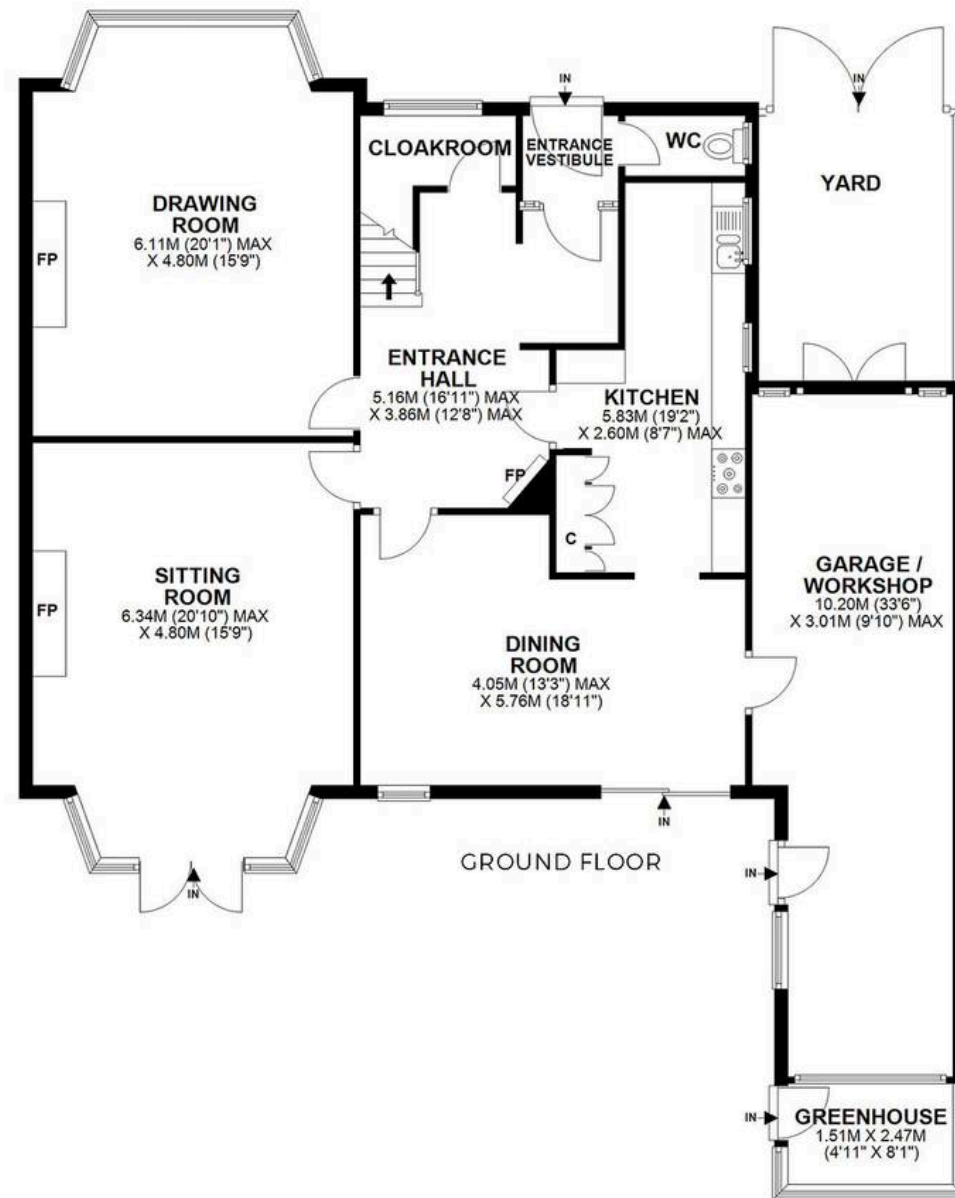 IN
IN
CLOAKROOM
ENTRANCE
VESTIBULE
WC
YARD
DRAWING
ROOM
6.11M (20'1") MAX
X 4.80M (15'9")
FP
ENTRANCE
HALL
5.16M (16'11") MAX
X 3.86M (12'8") MAX
KITCHEN
5.83M (19'2")
X 2.60M (8'7") MAX
FP
C
SITTING
ROOM
6.34M (20'10") MAX
X 4.80M (15'9")
FP
GARAGE /
WORKSHOP
10.20M (33'6")
X 3.01M (9'10") MAX
DINING
ROOM
4.05M (13'3") MAX
X 5.76M (18'11")
IN
GROUND FLOOR
IN
IN
IN
GREENHOUSE
1.51M X 2.47M
(4'11" X 8'1")